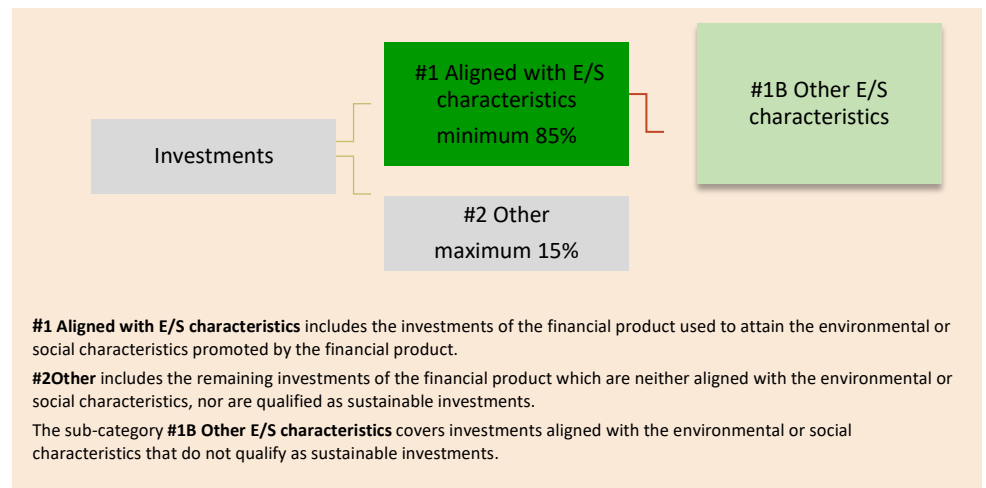 #1 Aligned with E/S
characteristics
minimum 85%
#1B Other E/S
characteristics
Investments
#2 Other
maximum 15%
#1 Aligned with E/S characteristics includes the investments of the financial product used to attain the environmental or
social characteristics promoted by the financial product.
#2Other includes the remaining investments of the financial product which are neither aligned with the environmental or
social characteristics, nor are qualified as sustainable investments.
The sub-category #1B Other E/S characteristics covers investments aligned with the environmental or social
characteristics that do not qualify as sustainable investments.